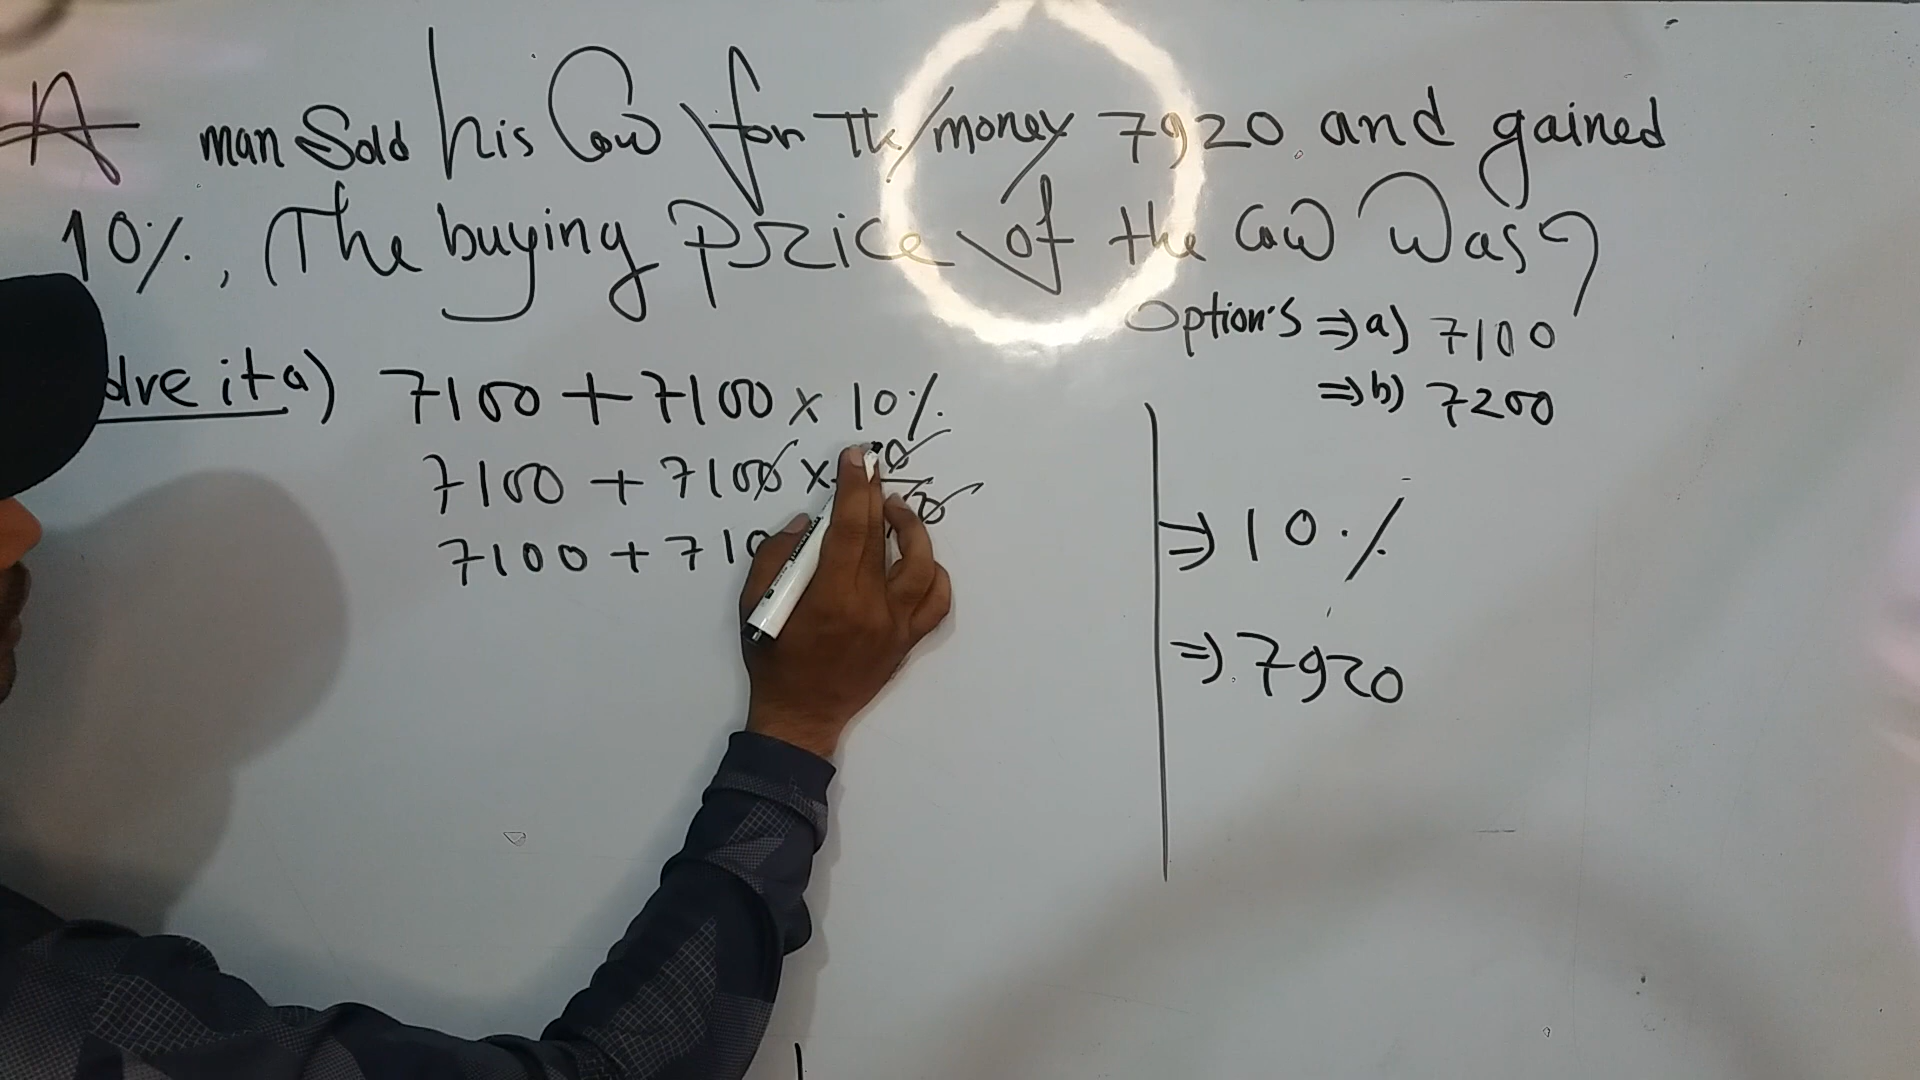 A man Sold his Cow for Tk/money 7920 and gained
10%, The buying Price of the Cow Was?
Option's ⇒ a) 7100
⇒ b) 7200
it a) 7100 + 7100 × 10%
7100 + 7100 ×
7100 + 710
⇒ 10%
⇒ 7920